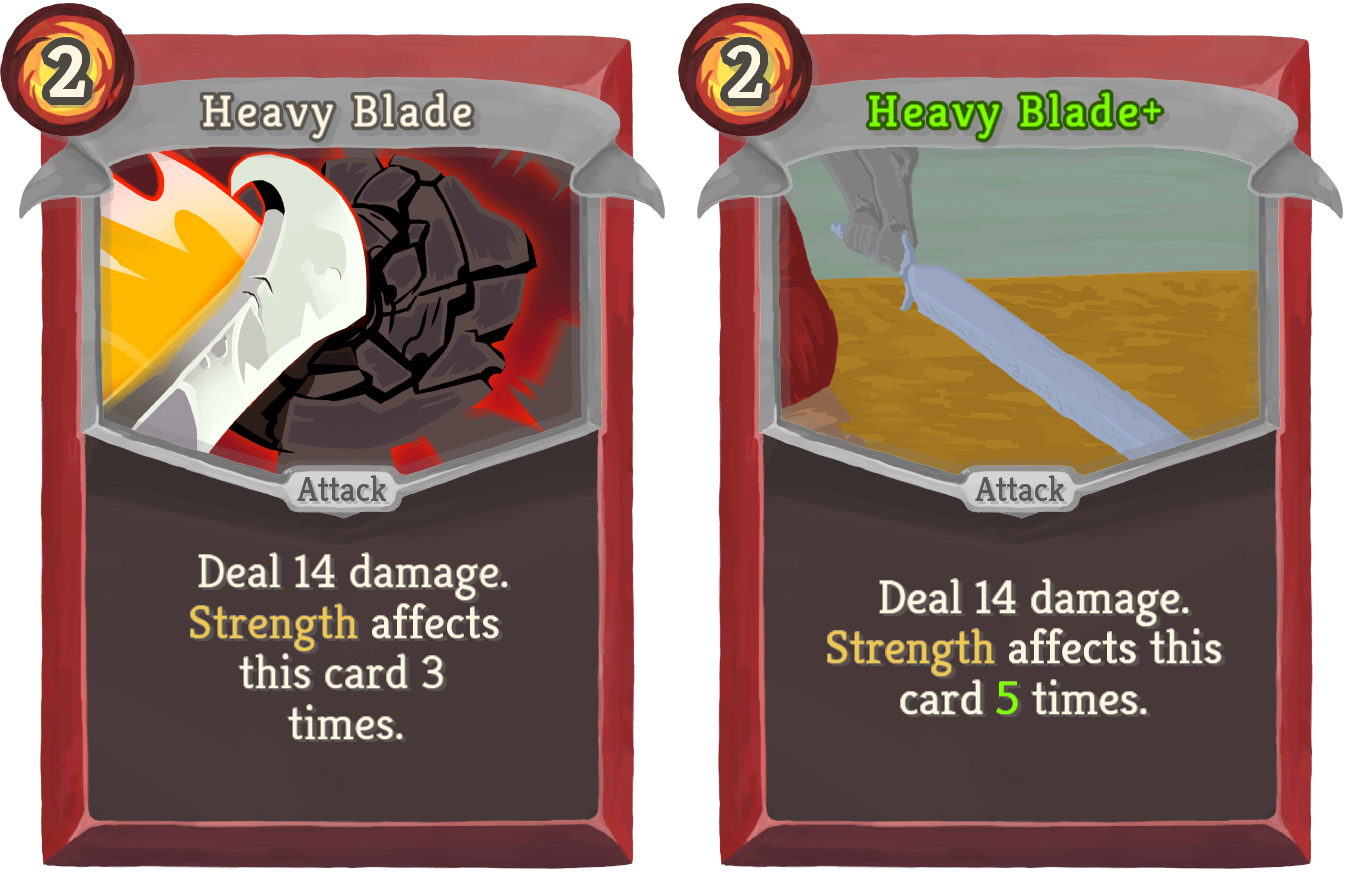 2
Heavy Blade
Attack
Deal 14 damage.
Strength affects
this card 3
times.
2
Heavy Blade+
Attack
Deal 14 damage.
Strength affects this
card 5 times.